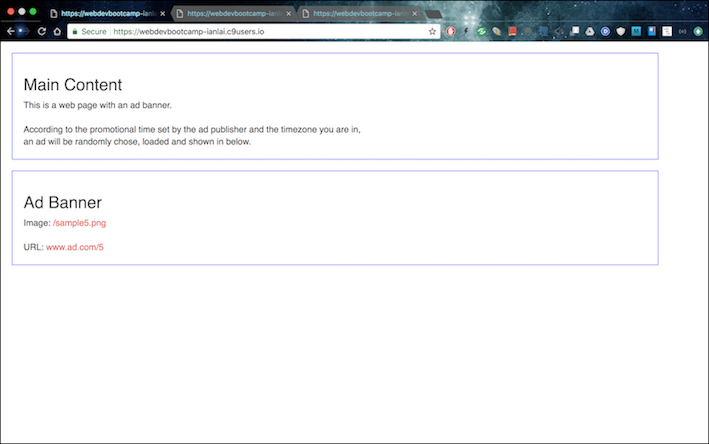 https://webdevbootcamp-ianlai
https://webdevbootcamp-ianlai
https://webdevbootcamp-ianlai
Secure https://webdevbootcamp-ianlai.c9users.io
Main Content
This is a web page with an ad banner.
According to the promotional time set by the ad publisher and the timezone you are in,
an ad will be randomly chose, loaded and shown in below.
Ad Banner
Image: /sample5.png
URL: www.ad.com/5